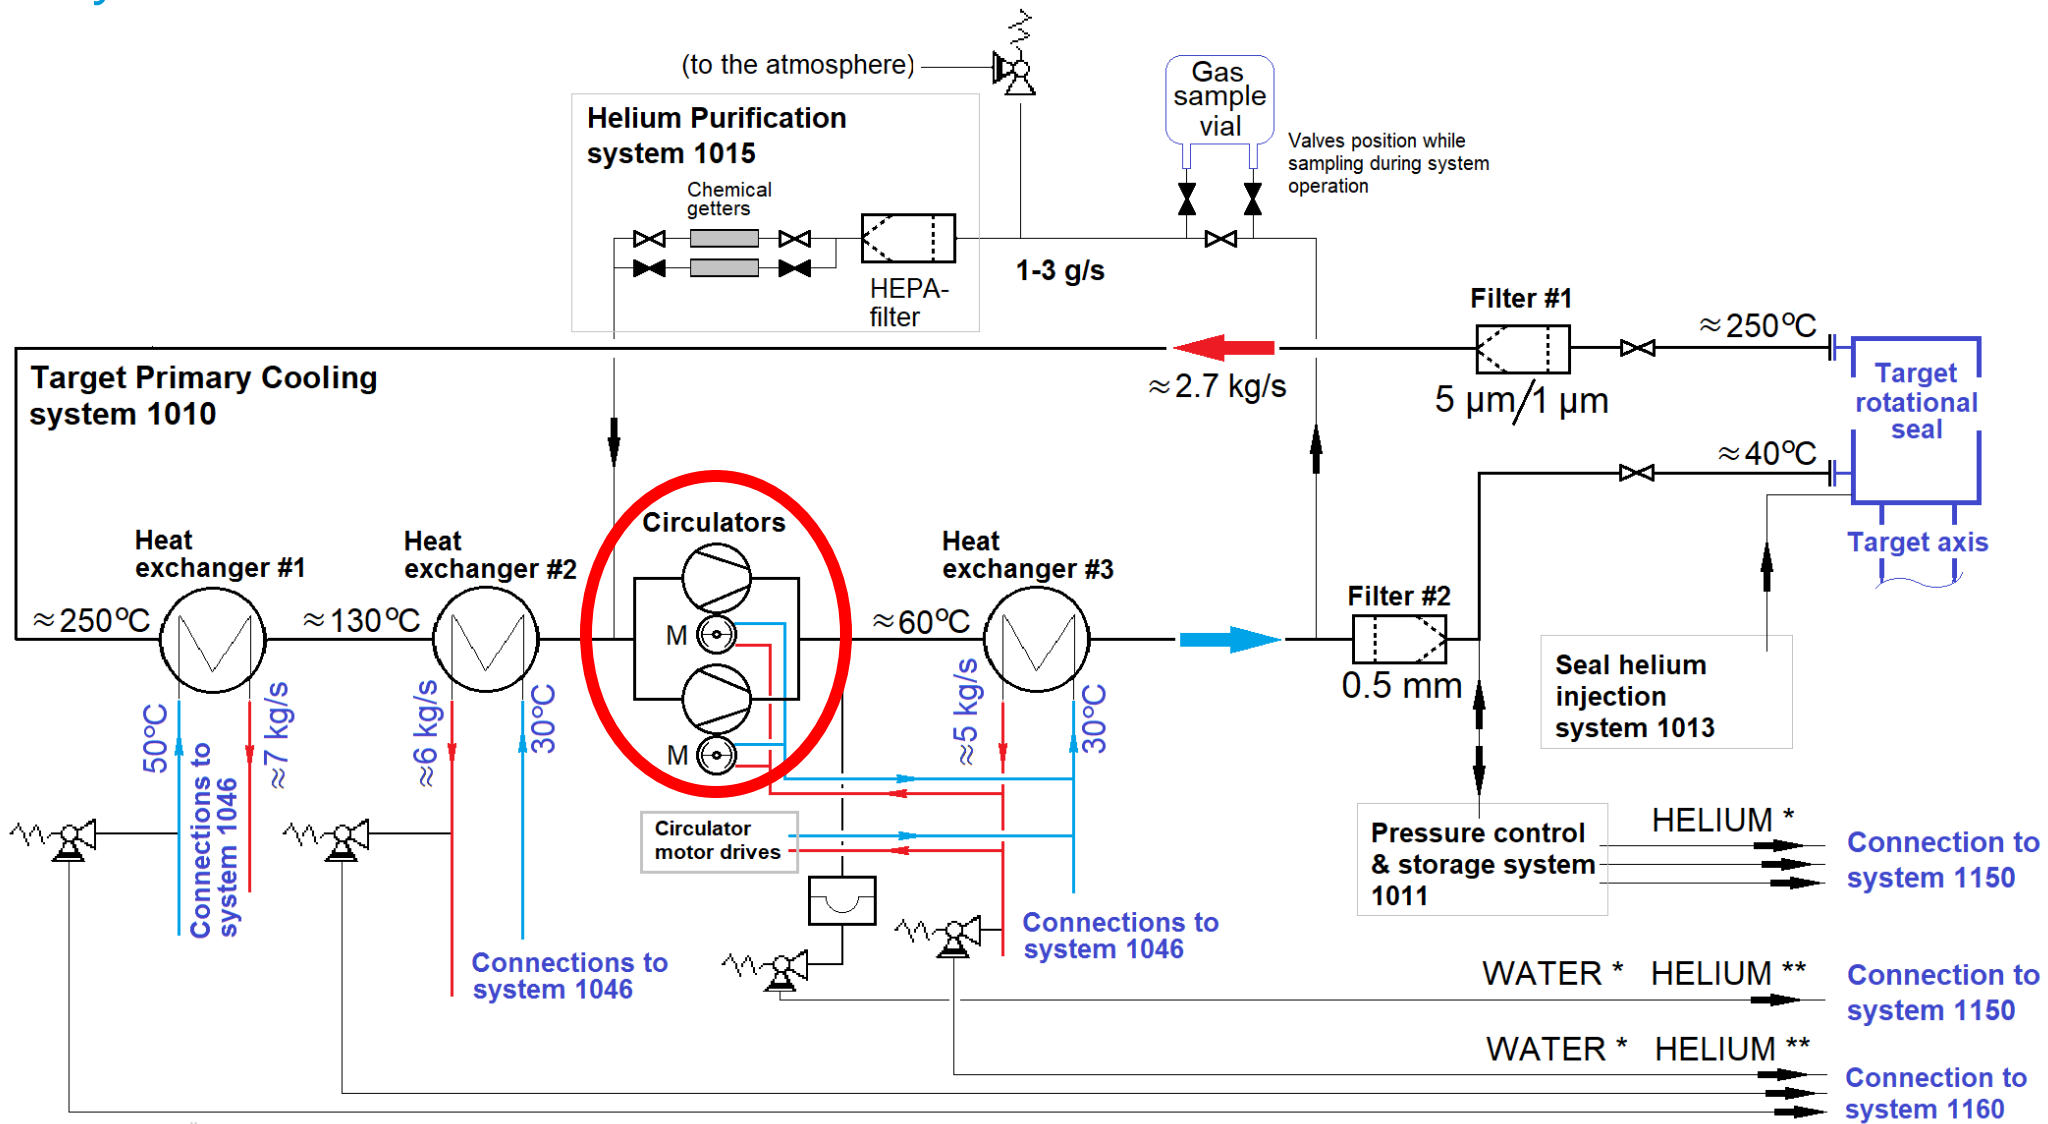 (to the atmosphere)
Gas
sample
vial
Helium Purification
system 1015
Valves position while
sampling during system
operation
Chemical
getters
HEPA-
filter
1-3 g/s
Filter #1
≈250°C
5 µm/1 µm
≈2.7 kg/s
Target
rotational
seal
Target Primary Cooling
system 1010
≈40°C
Target axis
Circulators
Heat
exchanger #1
Heat
exchanger #2
Heat
exchanger #3
Filter #2
≈250°C
≈130°C
M
≈60°C
0.5 mm
M
Seal helium
injection
system 1013
50°C
Connections to
system 1046
≈7 kg/s
≈6 kg/s
30°C
≈5 kg/s
30°C
Circulator
motor drives
Pressure control
& storage system
1011
HELIUM *
Connection to
system 1150
Connections to
system 1046
Connections to
system 1046
WATER * HELIUM **
Connection to
system 1150
WATER * HELIUM **
Connection to
system 1160